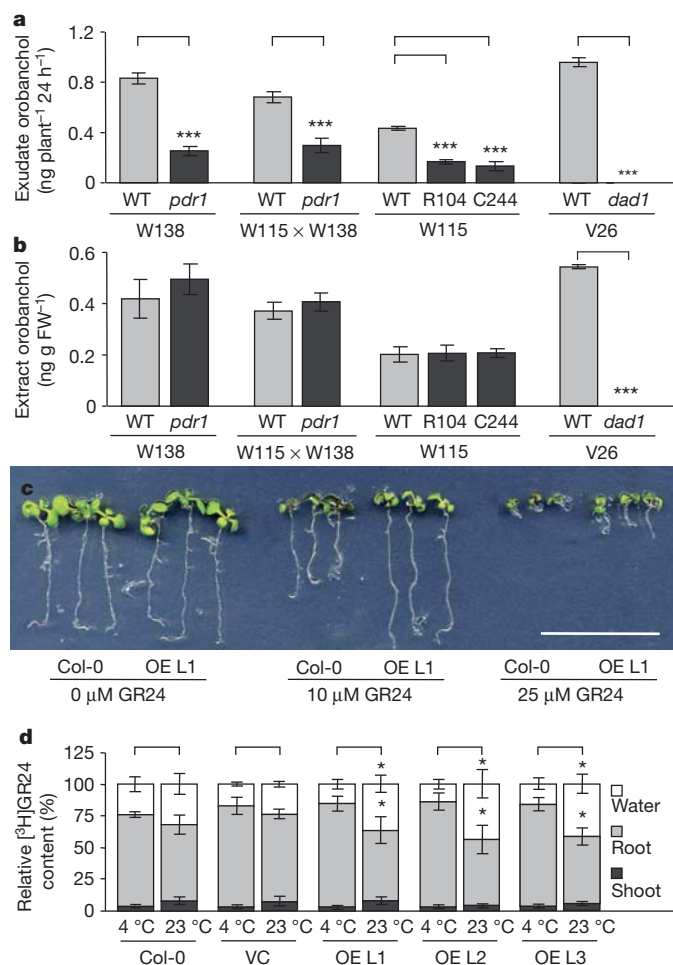 a
Exudate orobanchol
(ng plant⁻¹ 24 h⁻¹)
1.2
0.8
0.4
0
***
***
***
***
***
WT pdr1 WT pdr1 WT R104 C244 WT dad1
W138 W115 × W138 W115 V26
b
Extract orobanchol
(ng g FW⁻¹)
0.6
0.4
0.2
0
***
WT pdr1 WT pdr1 WT R104 C244 WT dad1
W138 W115 × W138 W115 V26
c
Col-0 OE L1 Col-0 OE L1 Col-0 OE L1
0 µM GR24 10 µM GR24 25 µM GR24
d
Relative [³H]GR24
content (%)
125
100
75
50
25
0
* * *
* * *
Water
Root
Shoot
4 °C 23 °C 4 °C 23 °C 4 °C 23 °C 4 °C 23 °C 4 °C 23 °C
Col-0 VC OE L1 OE L2 OE L3